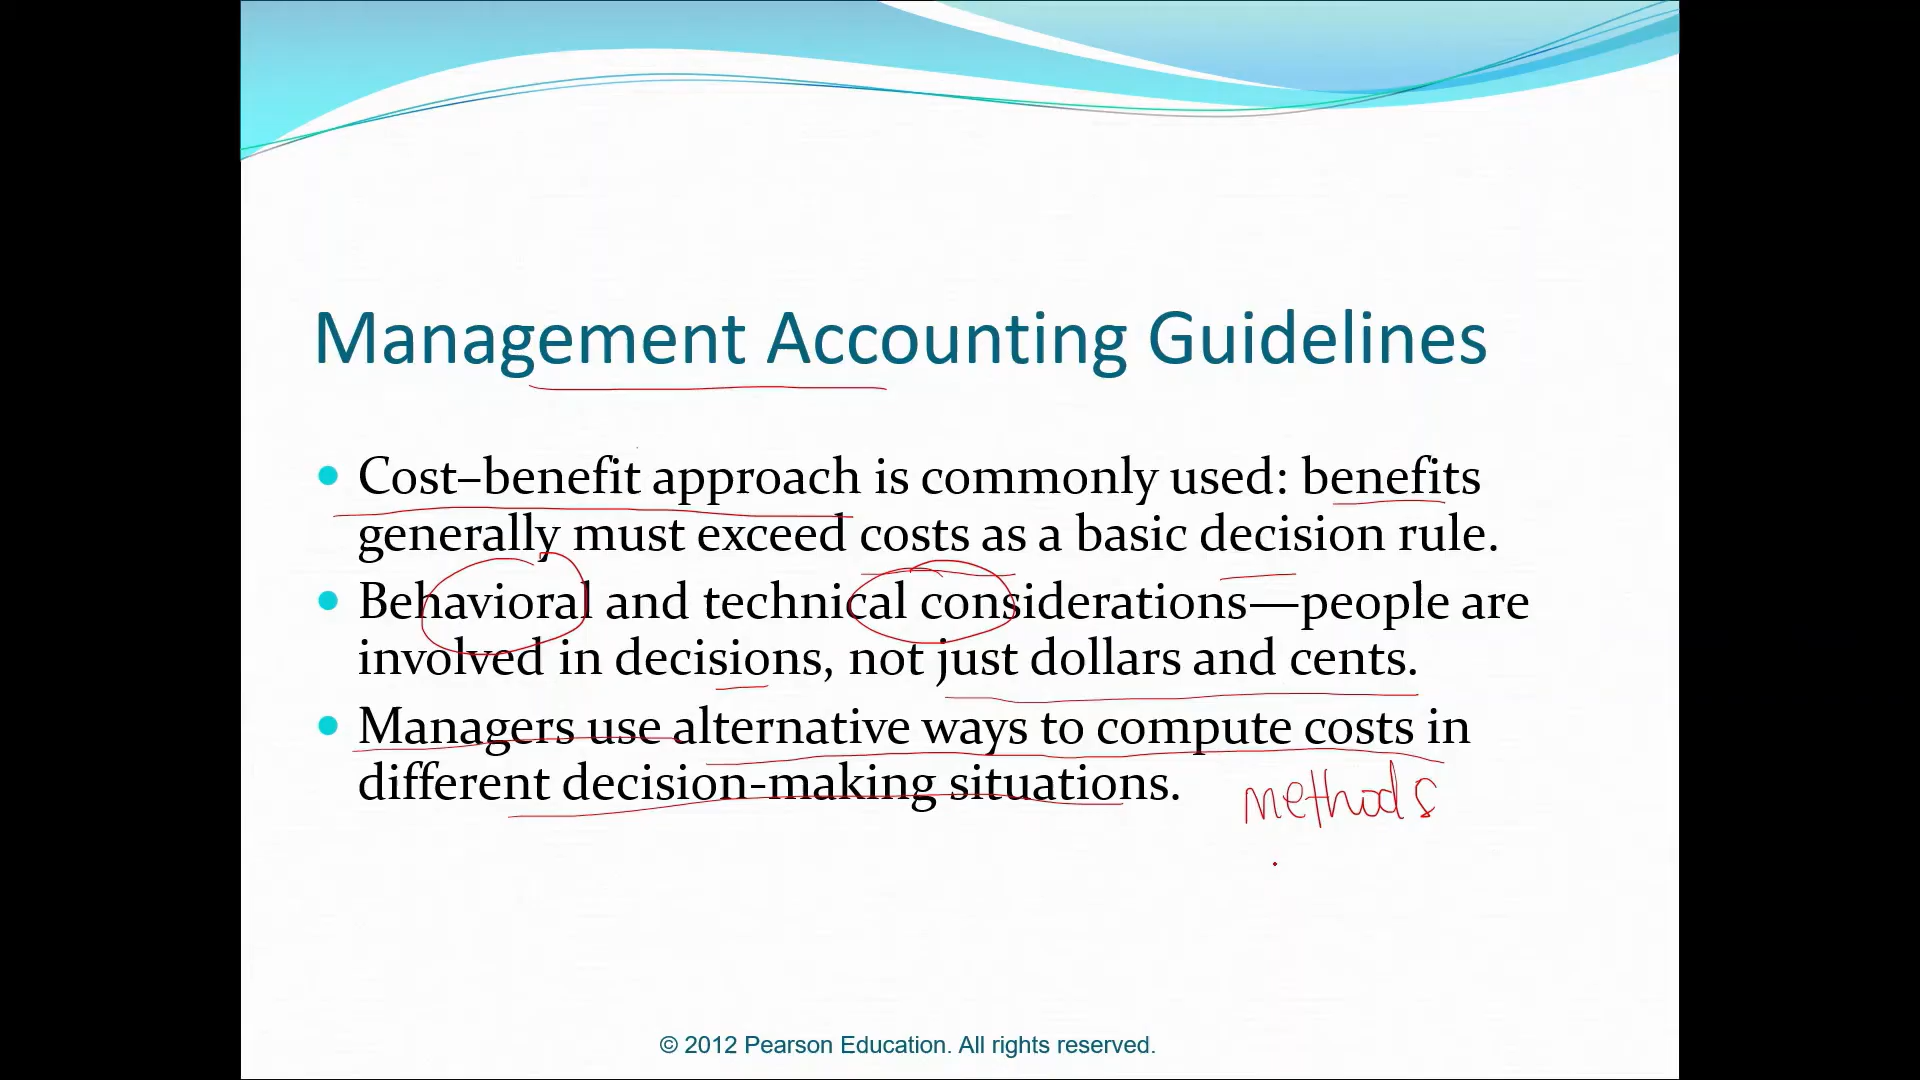 Management Accounting Guidelines
• Cost–benefit approach is commonly used: benefits
generally must exceed costs as a basic decision rule.
• Behavioral and technical considerations—people are
involved in decisions, not just dollars and cents.
• Managers use alternative ways to compute costs in
different decision-making situations.
methods
© 2012 Pearson Education. All rights reserved.